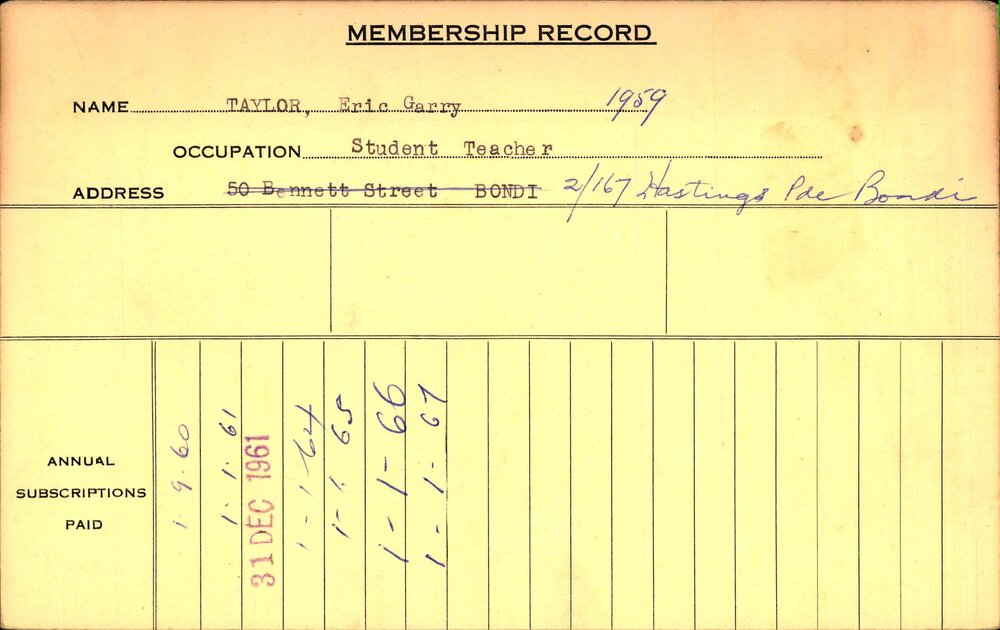 MEMBERSHIP RECORD
NAME TAYLOR, Eric Garry 1959
OCCUPATION Student Teacher
ADDRESS 50 Bennett Street BONDI 2/167 Hastings Pde Bondi
ANNUAL
SUBSCRIPTIONS
PAID
1.9.60
1.1.61
31 DEC 1961
1-1-64
1-1.65
1-1-66
1-1-67